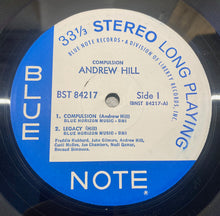 33⅓ STEREO LONG PLAYING
BLUE NOTE RECORDS • A DIVISION OF LIBERTY RECORDS, INC.
COMPULSION
ANDREW HILL
BST 84217
Side 1
(BNST 84217-A)
1. COMPULSION (Andrew Hill)
BLUE HORIZON MUSIC - BMI
2. LEGACY (Hill)
BLUE HORIZON MUSIC - BMI
Freddie Hubbard, John Gilmore, Andrew Hill,
Cecil McBee, Joe Chambers, Nadi Qamar,
Renaud Simmons
BLUE
NOTE